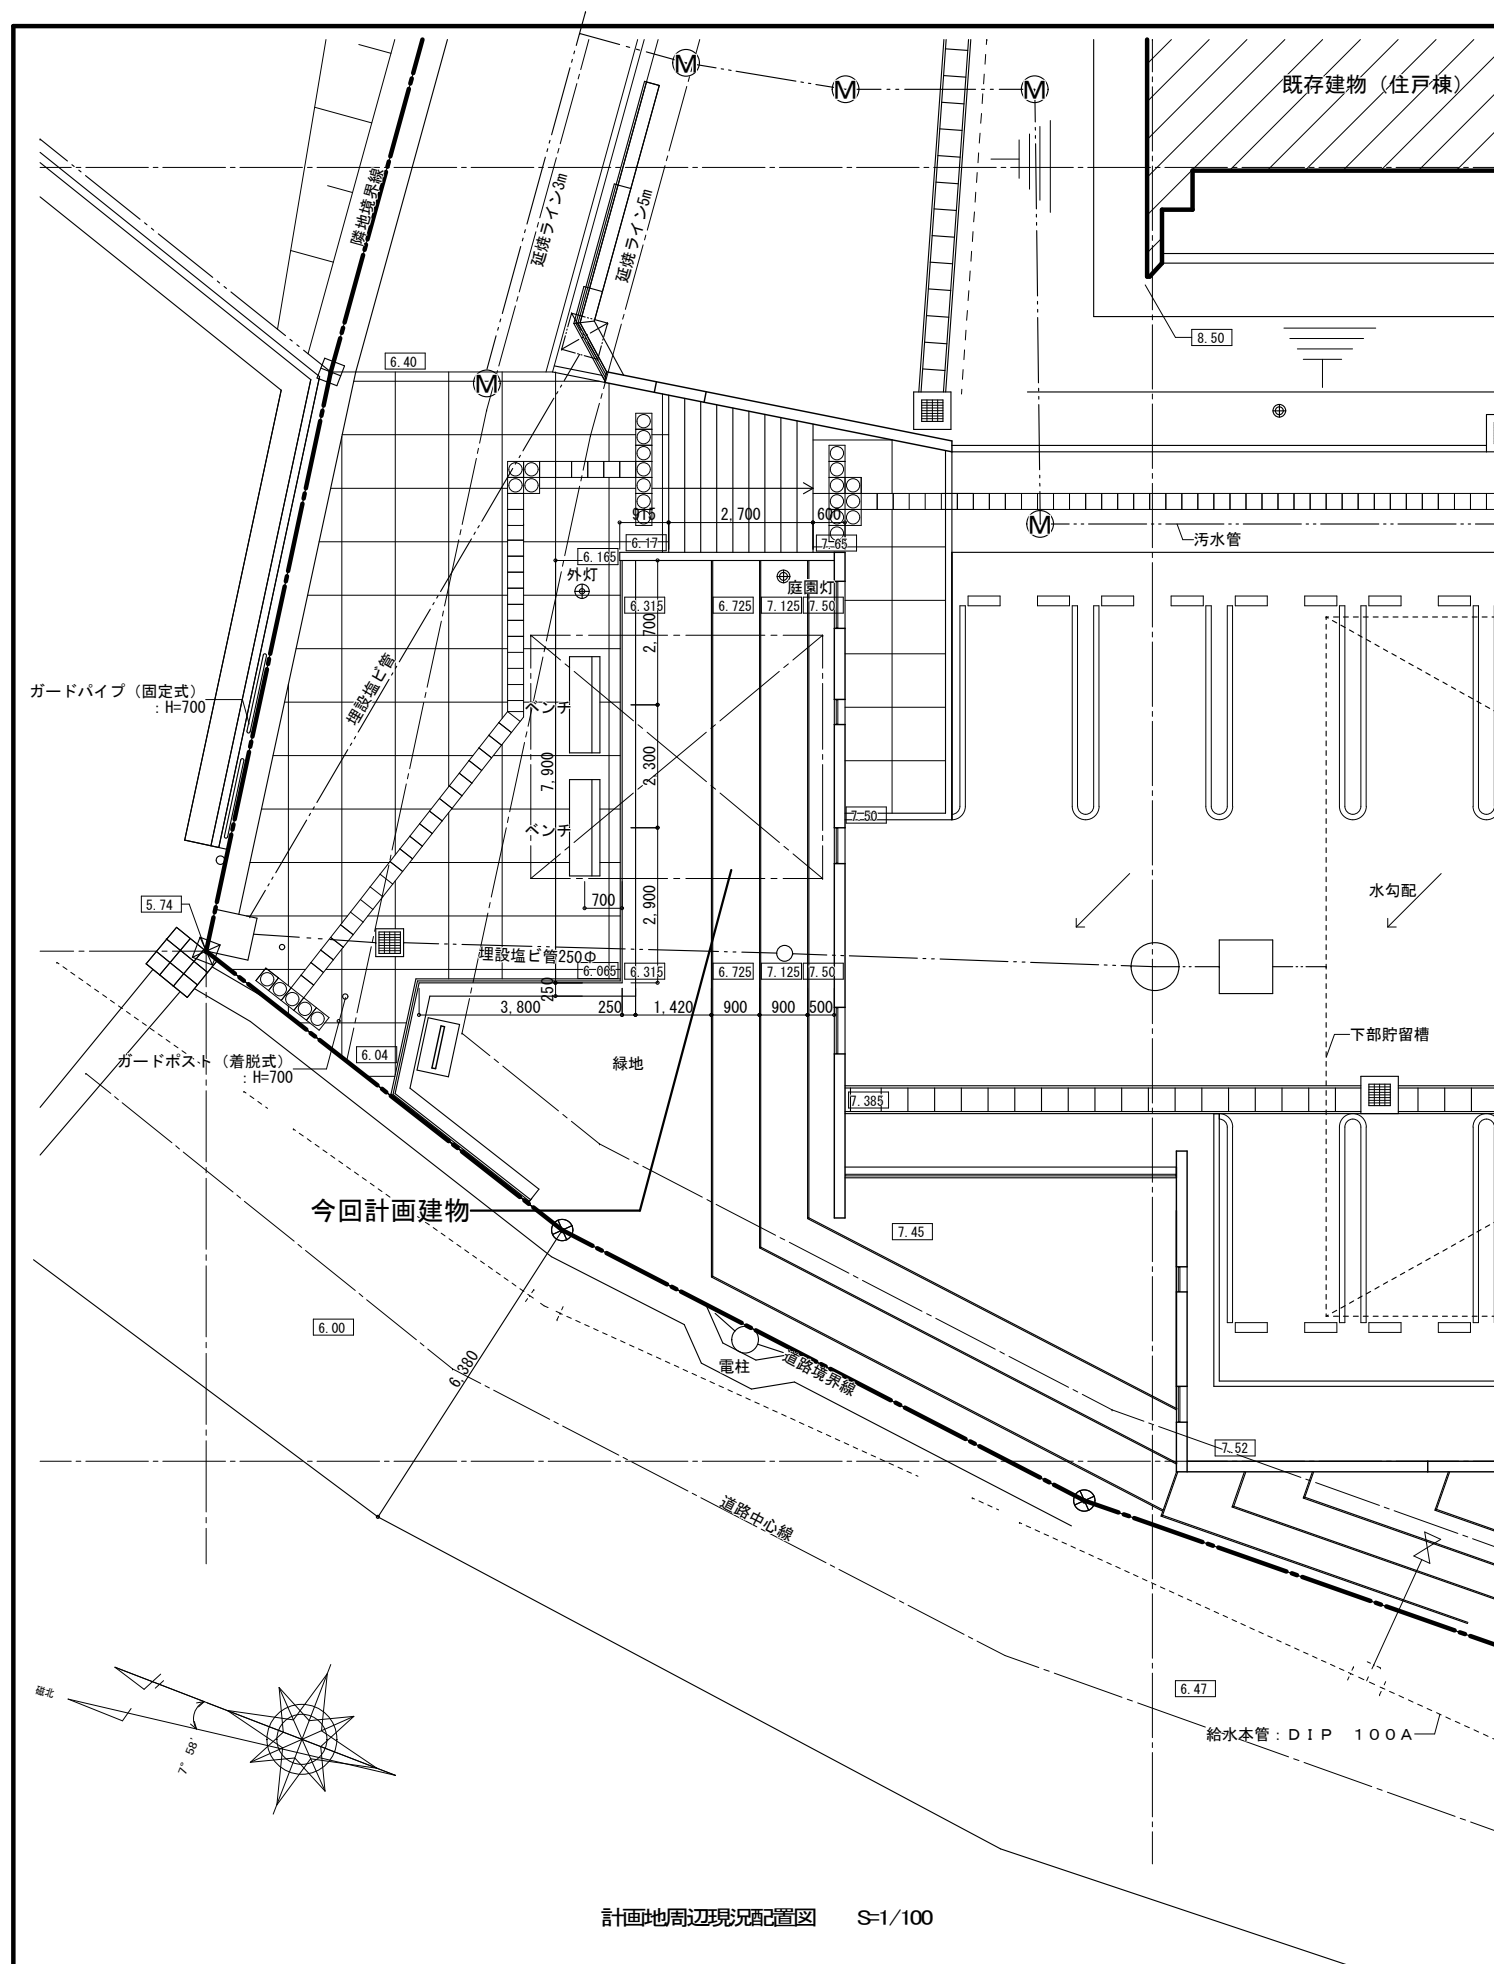 M
M
M
既存建物（住戸棟）
隣地境界線
延焼ライン3m
延焼ライン5m
8.50
6.40
M
915
2,700
600
M
汚水管
6.17
7.65
6.165
外灯
庭園灯
6.315
6.725
7.125
7.50
2,700
埋設塩ビ管
ガードパイプ（固定式）
：H=700
ベンチ
7,900
2,300
7.50
ベンチ
水勾配
5.74
700
2,900
埋設塩ビ管250Φ
6.065
6.315
6.725
7.125
7.50
250
3,800
250
1,420
900
900
500
下部貯留槽
ガードポスト（着脱式）
：H=700
6.04
緑地
7.385
今回計画建物
7.45
6.00
6,380
電柱
道路境界線
7.52
道路中心線
磁北
7° 58′
6.47
給水本管：DIP　100A
計画地周辺現況配置図　S=1/100